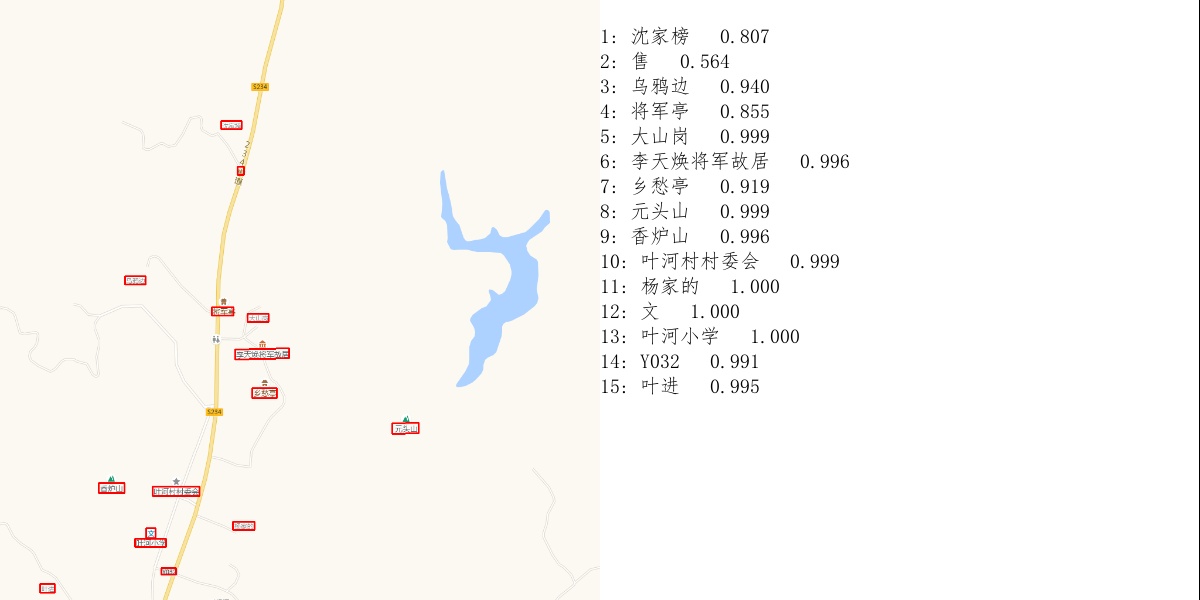 S234
234
S234
将军亭
李天焕将军故居
乡愁亭
元头山
香炉山
叶河村村委会
文
叶河小学
1: 沈家榜 0.807
2: 售 0.564
3: 乌鸦边 0.940
4: 将军亭 0.855
5: 大山岗 0.999
6: 李天焕将军故居 0.996
7: 乡愁亭 0.919
8: 元头山 0.999
9: 香炉山 0.996
10: 叶河村村委会 0.999
11: 杨家的 1.000
12: 文 1.000
13: 叶河小学 1.000
14: Y032 0.991
15: 叶进 0.995